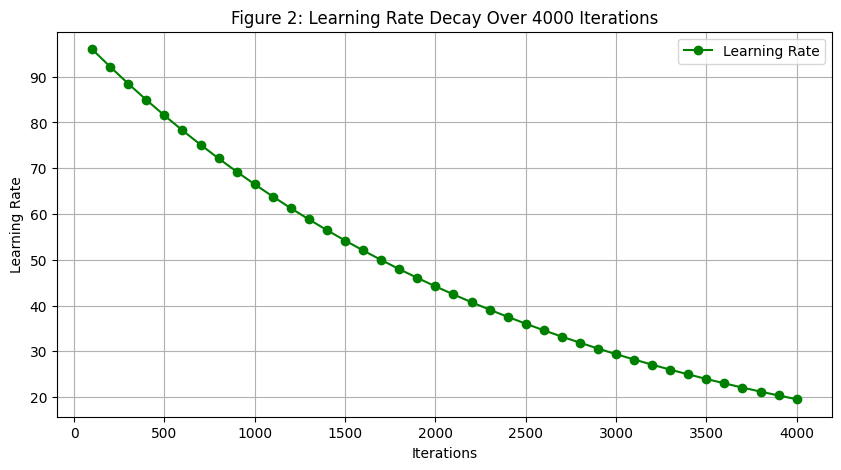 Figure 2: Learning Rate Decay Over 4000 Iterations
Learning Rate
Learning Rate
90
80
70
60
50
40
30
20
0 500 1000 1500 2000 2500 3000 3500 4000
Iterations